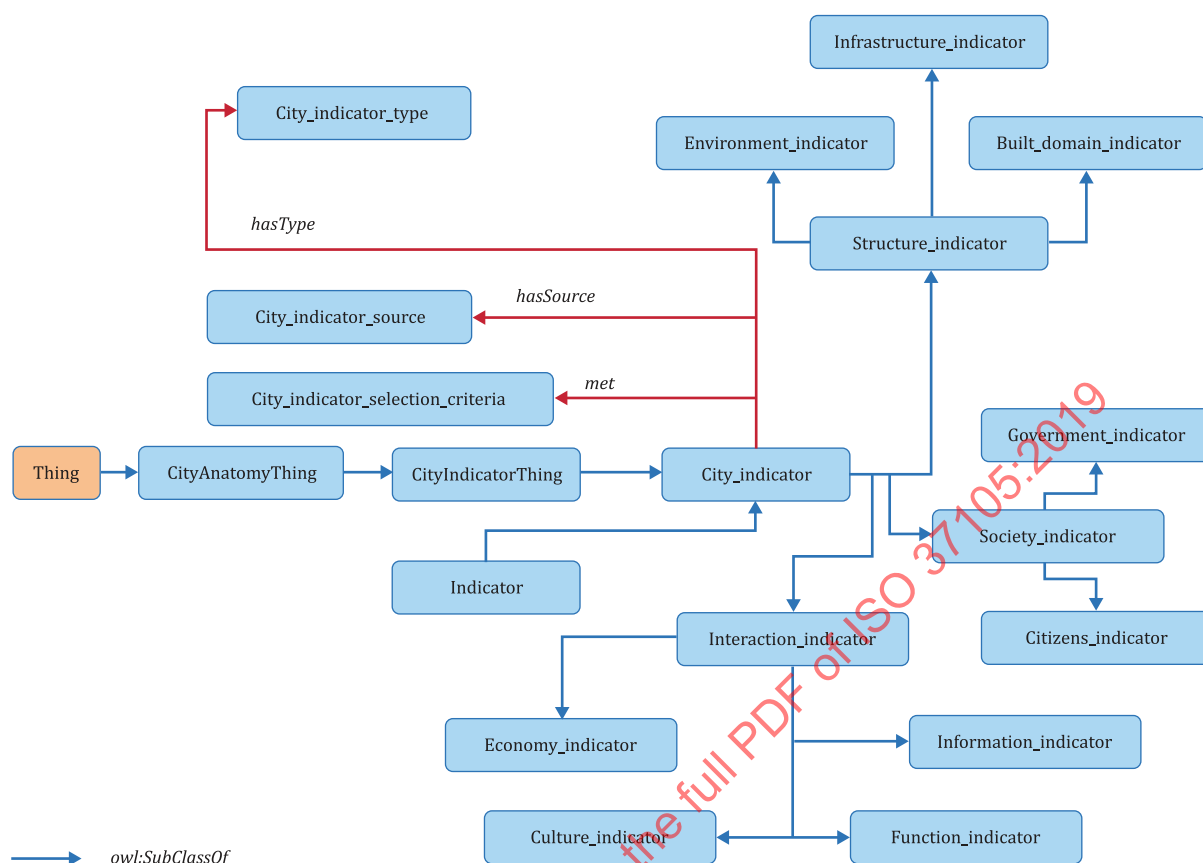 Infrastructure_indicator
City_indicator_type
Environment_indicator
Built_domain_indicator
hasType
Structure_indicator
hasSource
City_indicator_source
met
City_indicator_selection_criteria
Government_indicator
Thing
CityAnatomyThing
CityIndicatorThing
City_indicator
Society_indicator
Indicator
Interaction_indicator
Citizens_indicator
Economy_indicator
Information_indicator
Culture_indicator
Function_indicator
owl:SubClassOf
the full PDF of ISO 37105:2019